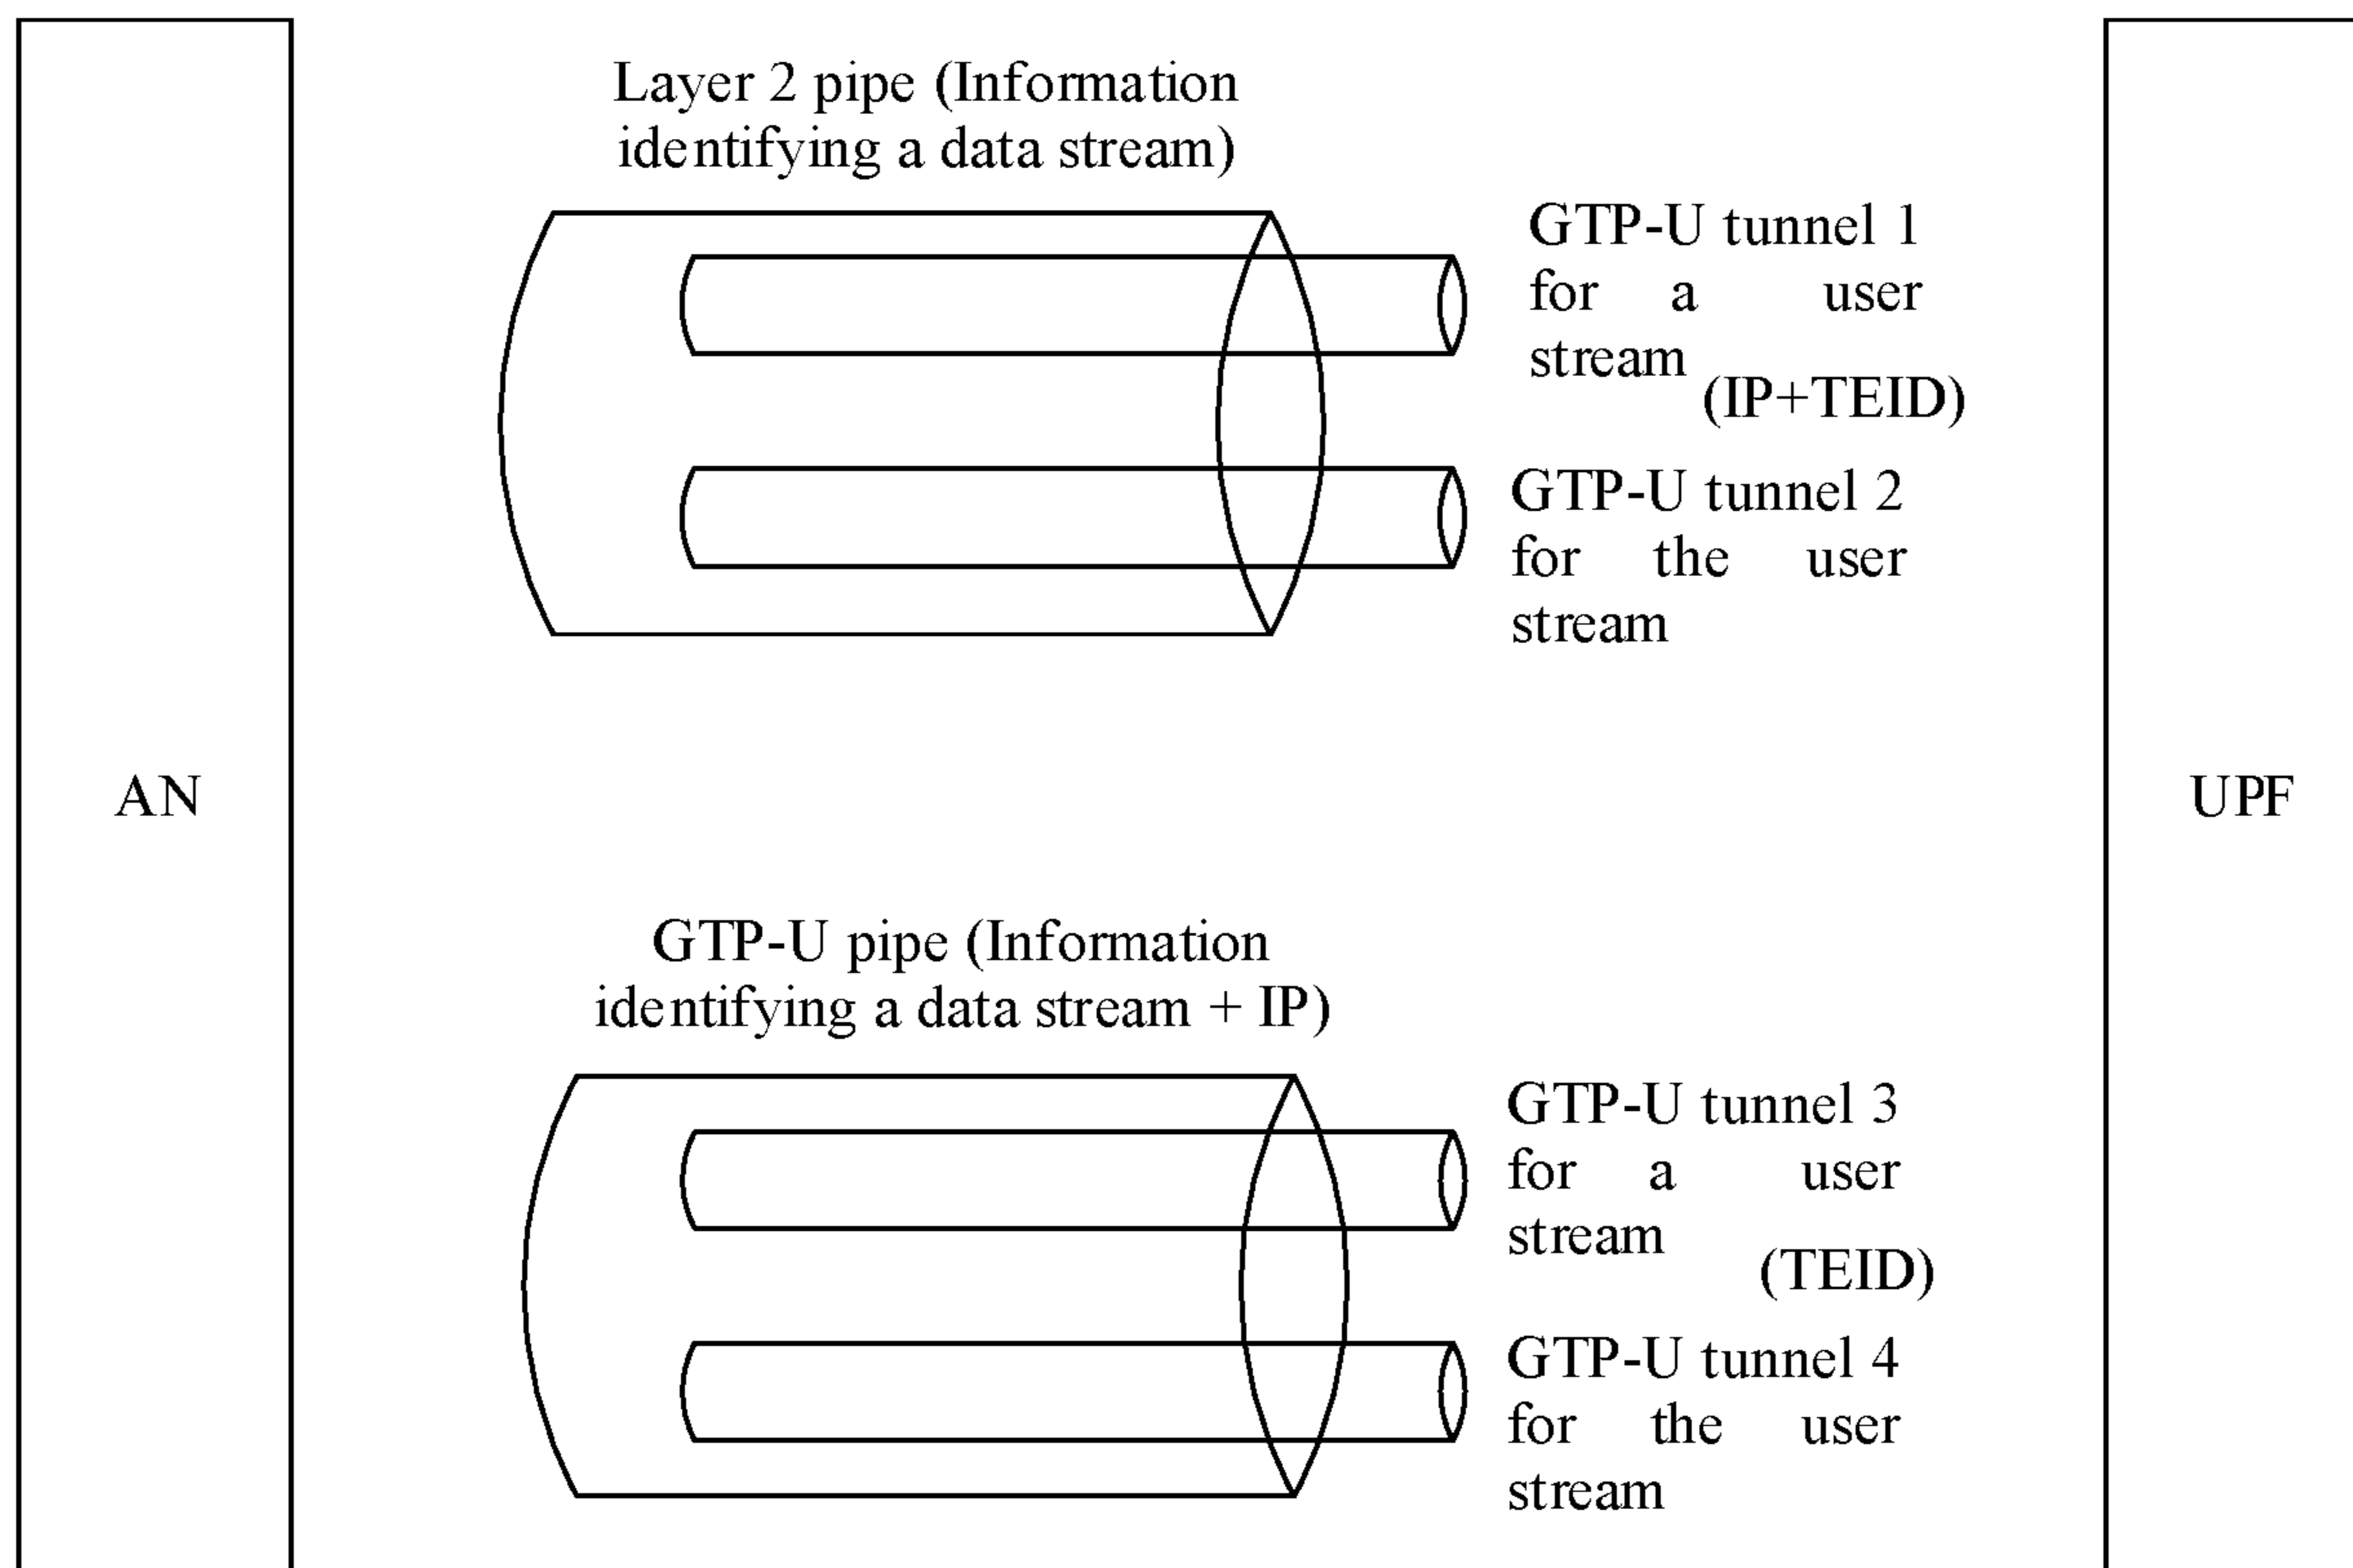 Layer 2 pipe (Information
identifying a data stream)
GTP-U tunnel 1
for a user
stream
(IP+TEID)
GTP-U tunnel 2
for the user
stream
AN
UPF
GTP-U pipe (Information
identifying a data stream + IP)
GTP-U tunnel 3
for a user
stream
(TEID)
GTP-U tunnel 4
for the user
stream